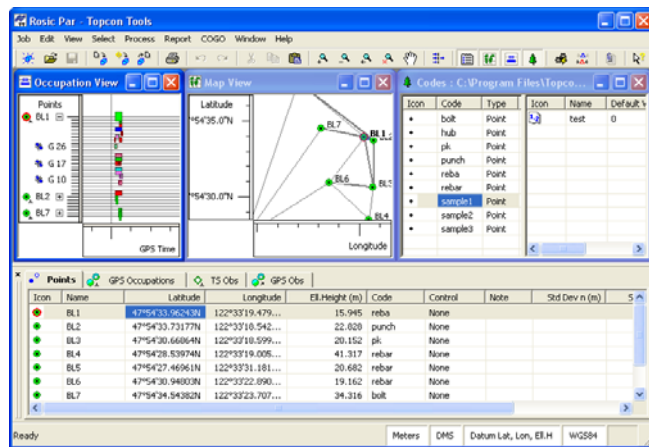 Rosic Par - Topcon Tools
Job Edit View Select Process Report COGO Window Help
Occupation View
Points
BL1
G 26
G 17
G 10
BL2
BL7
GPS Time
Map View
Latitude
°54'35.0"N
°54'30.0"N
BL7
BL1
BL6
BL3
BL4
Longitude
Codes : C:\Program Files\Topco...
Icon Code Type Icon Name Default V
bolt Point test 0
hub Point
pk Point
punch Point
reba Point
rebar Point
sample1 Point
sample2 Point
sample3 Point
Points GPS Occupations TS Obs GPS Obs
Icon Name Latitude Longitude Ell.Height (m) Code Control Note Std Dev n (m) S
BL1 47°54'33.96243N 122°33'19.479... 15.945 reba None
BL2 47°54'33.73177N 122°33'18.542... 22.828 punch None
BL3 47°54'30.66864N 122°33'18.599... 20.152 pk None
BL4 47°54'28.53974N 122°33'19.005... 41.317 rebar None
BL5 47°54'27.46961N 122°33'31.181... 20.682 rebar None
BL6 47°54'30.94803N 122°33'22.890... 19.162 rebar None
BL7 47°54'34.54382N 122°33'23.707... 34.316 bolt None
Ready Meters DMS Datum Lat, Lon, Ell.H WGS84